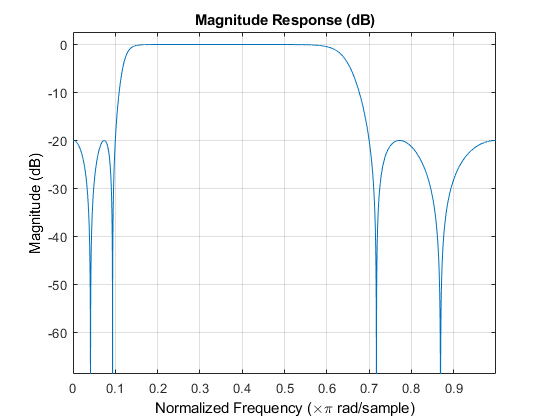 Magnitude Response (dB)
0
-10
-20
-30
-40
-50
-60
Magnitude (dB)
0 0.1 0.2 0.3 0.4 0.5 0.6 0.7 0.8 0.9
Normalized Frequency (×π rad/sample)